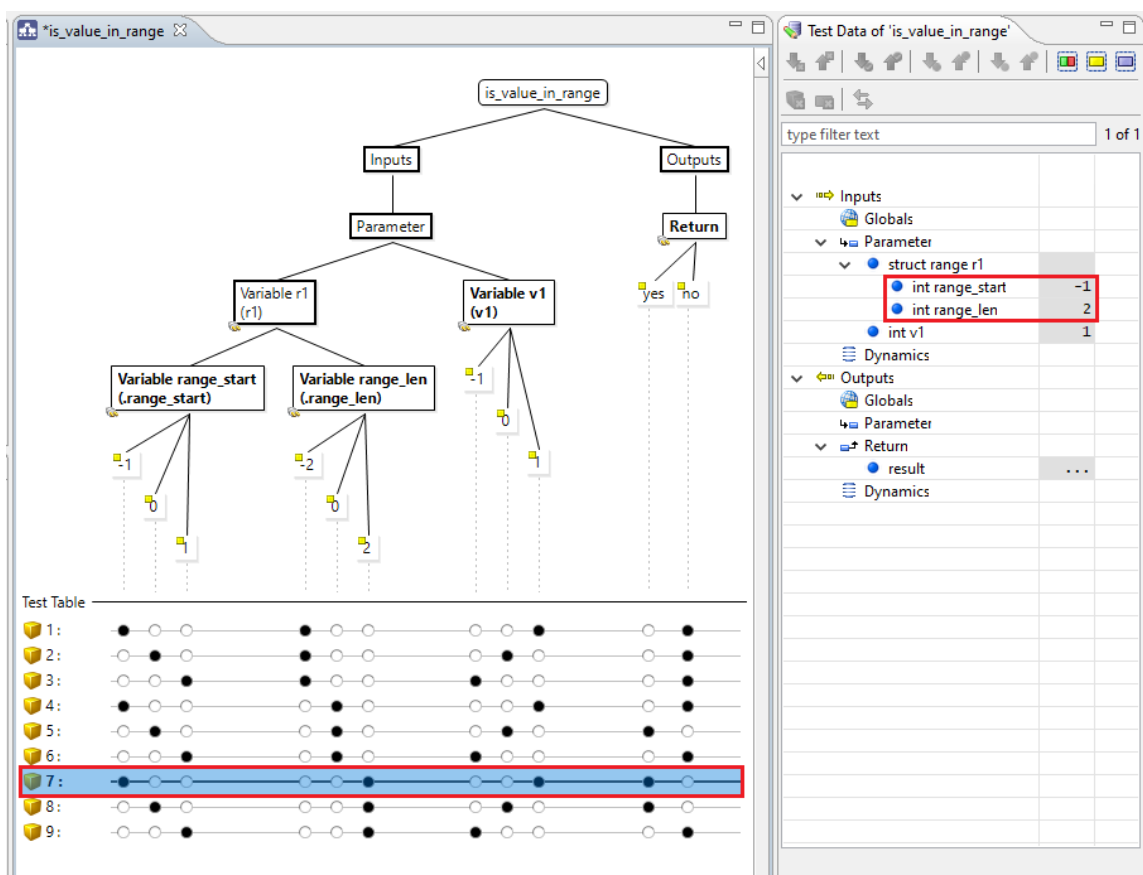 *is_value_in_range
is_value_in_range
Inputs
Outputs
Parameter
Return
Variable r1
(r1)
Variable v1
(v1)
yes
no
Variable range_start
(.range_start)
Variable range_len
(.range_len)
-1
0
1
-1
0
1
-2
0
2
Test Table
1:
2:
3:
4:
5:
6:
7:
8:
9:
Test Data of 'is_value_in_range'
type filter text
1 of 1
Inputs
Globals
Parameter
struct range r1
int range_start -1
int range_len 2
int v1 1
Dynamics
Outputs
Globals
Parameter
Return
result ...
Dynamics